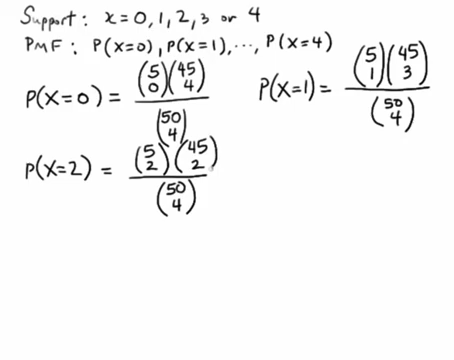 Support: x = 0, 1, 2, 3 or 4
PMF: P(X=0), P(X=1), ..., P(X=4)
P(X=0) = (5 0)(45 4) / (50 4)
P(X=1) = (5 1)(45 3) / (50 4)
P(X=2) = (5 2)(45 2) / (50 4)